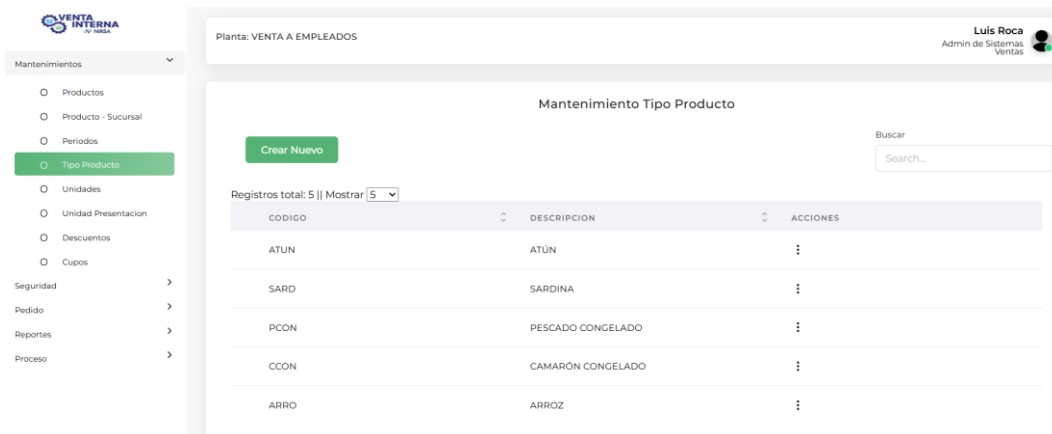 VENTA
INTERNA
BY NIRSA
Planta: VENTA A EMPLEADOS
Luis Roca
Admin de Sistemas
Ventas
Mantenimientos
Productos
Producto - Sucursal
Periodos
Tipo Producto
Unidades
Unidad Presentacion
Descuentos
Cupos
Seguridad
Pedido
Reportes
Proceso
Mantenimiento Tipo Producto
Crear Nuevo
Buscar
Search...
Registros total: 5 || Mostrar 5
CODIGO DESCRIPCION ACCIONES
ATUN ATÚN
SARD SARDINA
PCON PESCADO CONGELADO
CCON CAMARÓN CONGELADO
ARRO ARROZ